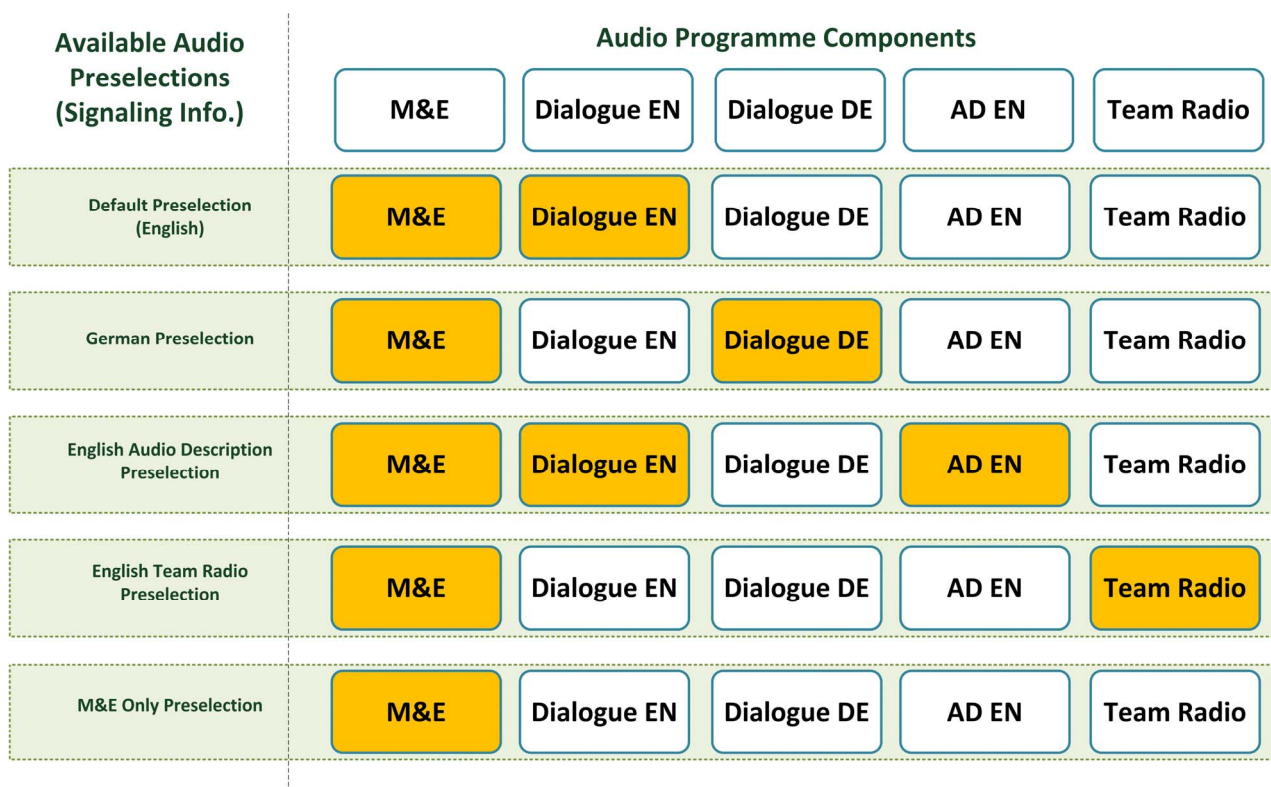 Available Audio
Preselections
(Signaling Info.)
Audio Programme Components
M&E
Dialogue EN
Dialogue DE
AD EN
Team Radio
Default Preselection
(English)
M&E
Dialogue EN
Dialogue DE
AD EN
Team Radio
German Preselection
M&E
Dialogue EN
Dialogue DE
AD EN
Team Radio
English Audio Description
Preselection
M&E
Dialogue EN
Dialogue DE
AD EN
Team Radio
English Team Radio
Preselection
M&E
Dialogue EN
Dialogue DE
AD EN
Team Radio
M&E Only Preselection
M&E
Dialogue EN
Dialogue DE
AD EN
Team Radio